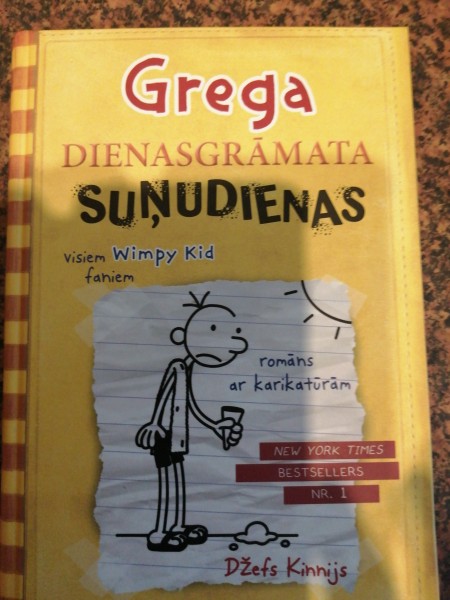 Grega
DIENASGRĀMATA
SUŅUDIENAS
visiem Wimpy Kid
faniem
romāns
ar karikatūrām
NEW YORK TIMES
BESTSELLERS
NR. 1
Džefs Kinnijs